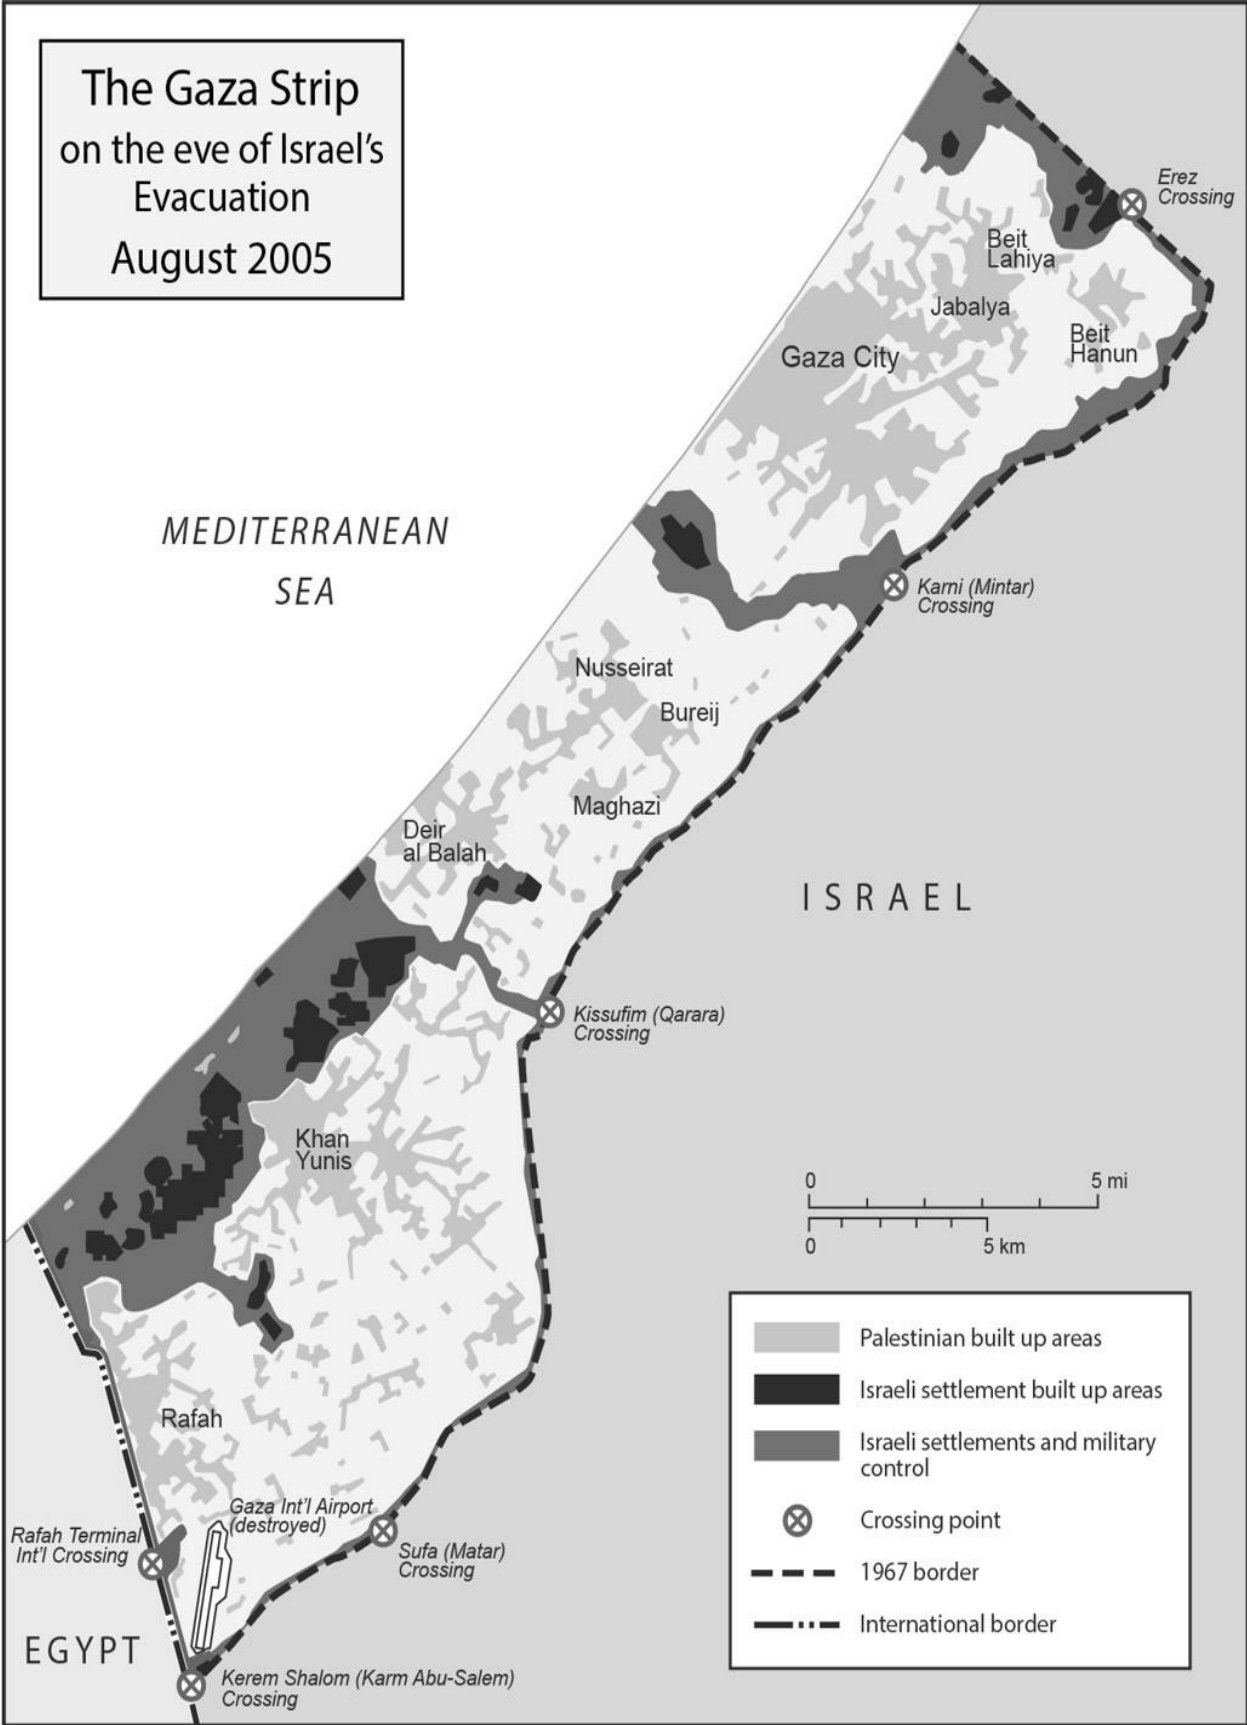 The Gaza Strip
on the eve of Israel's
Evacuation
August 2005
Erez
Crossing
Beit
Lahiya
Jabalya
Beit
Hanun
Gaza City
MEDITERRANEAN
SEA
Karni (Mintar)
Crossing
Nusseirat
Bureij
Maghazi
Deir
al Balah
ISRAEL
Kissufim (Qarara)
Crossing
Khan
Yunis
0 5 mi
0 5 km
Rafah
Gaza Int'l Airport
(destroyed)
Rafah Terminal
Int'l Crossing
Sufa (Matar)
Crossing
EGYPT
Kerem Shalom (Karm Abu-Salem)
Crossing
Palestinian built up areas
Israeli settlement built up areas
Israeli settlements and military
control
Crossing point
1967 border
International border